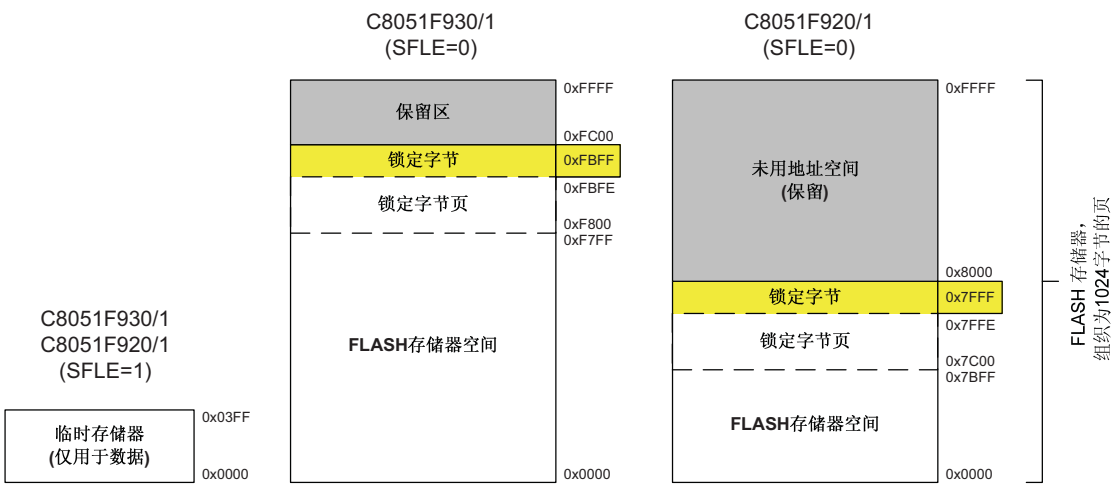 C8051F930/1
(SFLE=0)
保留区
锁定字节
锁定字节页
FLASH存储器空间
0xFFFF
0xFC00
0xFBFF
0xFBFE
0xF800
0xF7FF
0x0000
C8051F920/1
(SFLE=0)
未用地址空间
(保留)
锁定字节
锁定字节页
FLASH存储器空间
0xFFFF
0x8000
0x7FFF
0x7FFE
0x7C00
0x7BFF
0x0000
FLASH 存储器，
组织为1024字节的页
C8051F930/1
C8051F920/1
(SFLE=1)
临时存储器
(仅用于数据)
0x03FF
0x0000